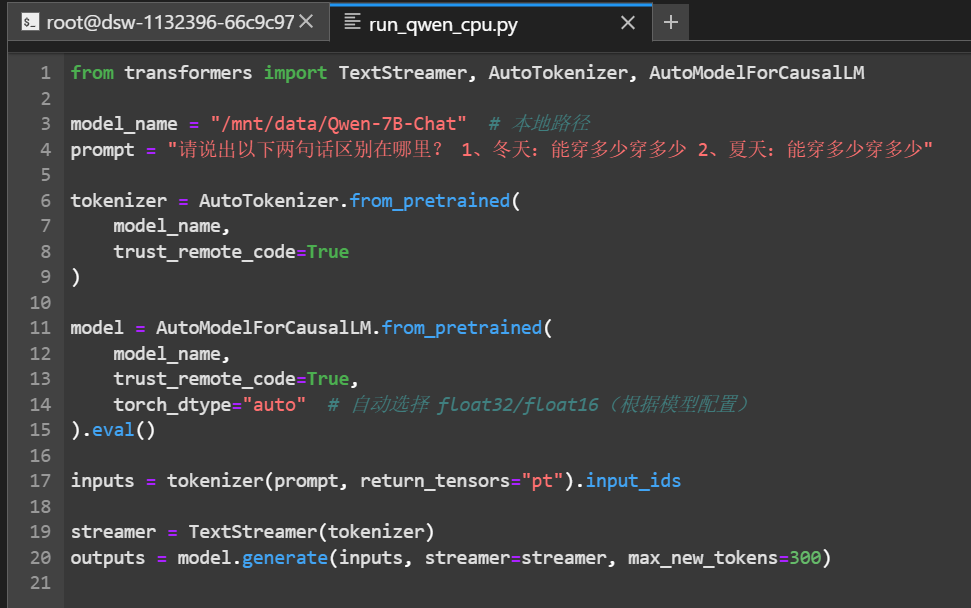 root@dsw-1132396-66c9c97
run_qwen_cpu.py
1 from transformers import TextStreamer, AutoTokenizer, AutoModelForCausalLM
2
3 model_name = "/mnt/data/Qwen-7B-Chat"  # 本地路径
4 prompt = "请说出以下两句话区别在哪里? 1、冬天：能穿多少穿多少 2、夏天：能穿多少穿多少"
5
6 tokenizer = AutoTokenizer.from_pretrained(
7     model_name,
8     trust_remote_code=True
9 )
10
11 model = AutoModelForCausalLM.from_pretrained(
12     model_name,
13     trust_remote_code=True,
14     torch_dtype="auto"  # 自动选择 float32/float16（根据模型配置）
15 ).eval()
16
17 inputs = tokenizer(prompt, return_tensors="pt").input_ids
18
19 streamer = TextStreamer(tokenizer)
20 outputs = model.generate(inputs, streamer=streamer, max_new_tokens=300)
21